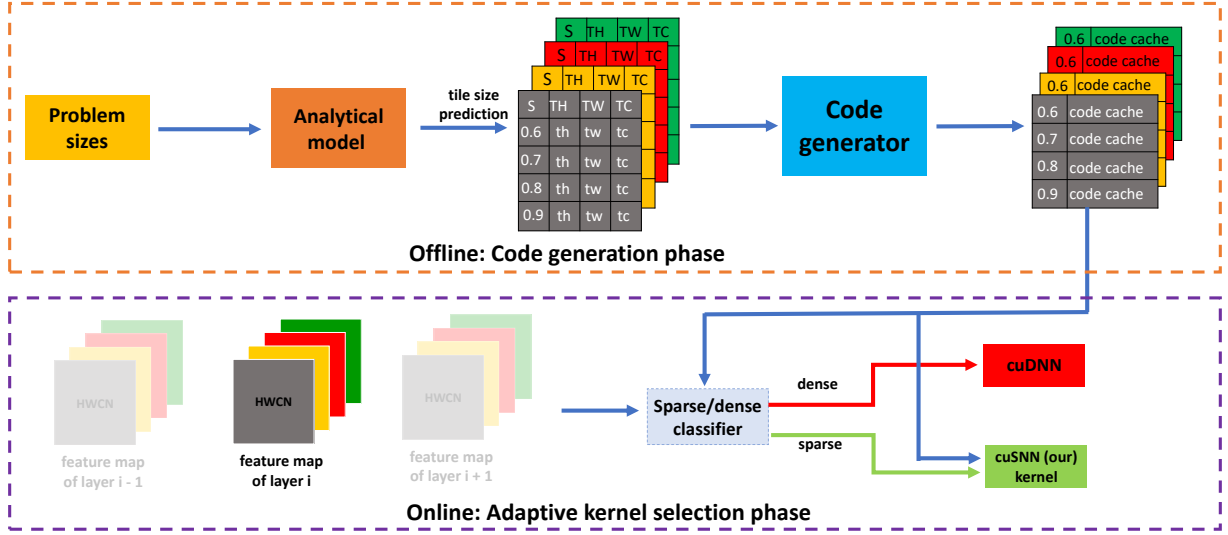 S TH TW TC
S TH TW TC
S TH TW TC
S TH TW TC
0.6 th tw tc
0.7 th tw tc
0.8 th tw tc
0.9 th tw tc
Problem
sizes
Analytical
model
tile size
prediction
Code
generator
0.6 code cache
0.6 code cache
0.6 code cache
0.6 code cache
0.7 code cache
0.8 code cache
0.9 code cache
Offline: Code generation phase
HWCN
feature map
of layer i - 1
HWCN
feature map
of layer i
HWCN
feature map
of layer i + 1
Sparse/dense
classifier
dense
sparse
cuDNN
cuSNN (our)
kernel
Online: Adaptive kernel selection phase